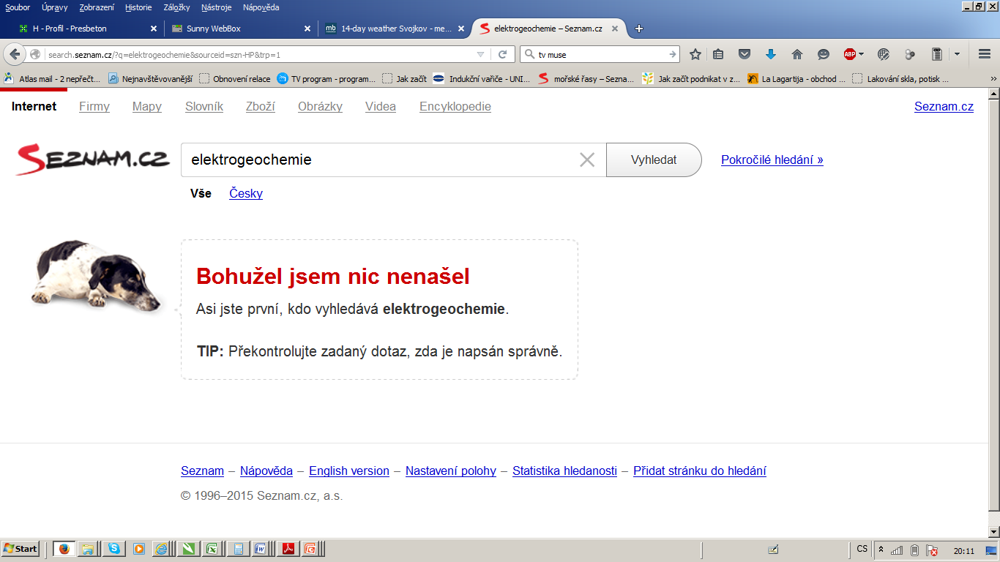 Soubor Úpravy Zobrazení Historie Záložky Nástroje Nápověda
H - Profil - Presbeton Sunny WebBox 14-day weather Svojkov - me... elektrogeochemie – Seznam.cz
search.seznam.cz/?q=elektrogeochemie&sourceid=szn-HP&trp=1 tv muse ABP
Atlas mail - 2 nepřečt... Nejnavštěvovanější Obnovení relace TV program - program... Jak začít Indukční vařiče - UNI... mořské řasy – Sezna... Jak začít podnikat v z... La Lagartija - obchod ... Lakování skla, potisk ...
Internet Firmy Mapy Slovník Zboží Obrázky Videa Encyklopedie Seznam.cz
SEZNAM.CZ elektrogeochemie Vyhledat Pokročilé hledání »
Vše Česky
Bohužel jsem nic nenašel
Asi jste první, kdo vyhledává elektrogeochemie.
TIP: Překontrolujte zadaný dotaz, zda je napsán správně.
Seznam – Nápověda – English version – Nastavení polohy – Statistika hledanosti – Přidat stránku do hledání
© 1996–2015 Seznam.cz, a.s.
Start CS 20:11